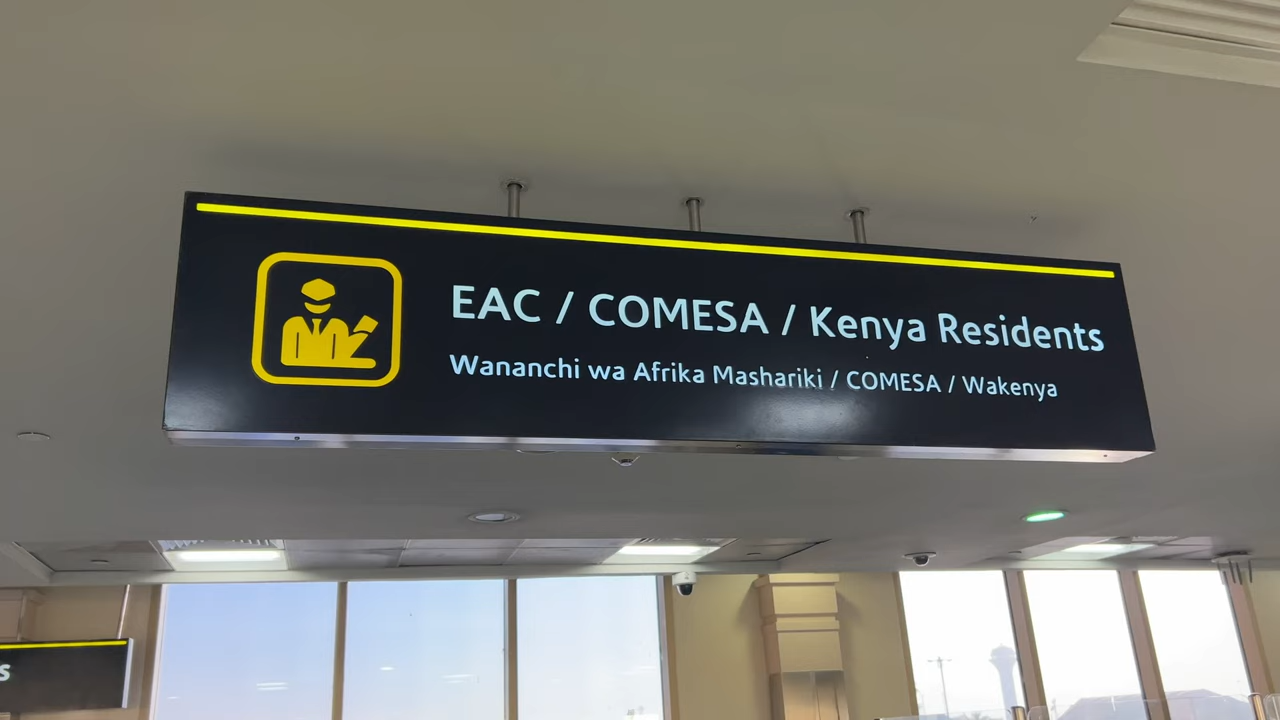 EAC / COMESA / Kenya Residents
Wananchi wa Afrika Mashariki / COMESA / Wakenya